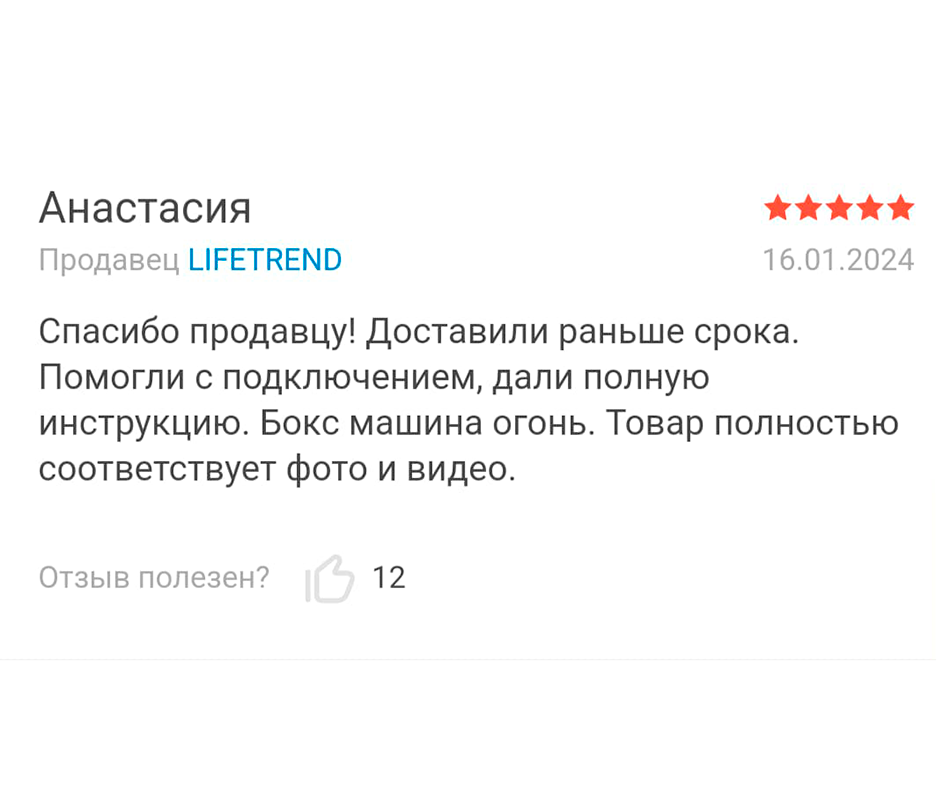 Анастасия
Продавец LIFETREND
16.01.2024
Спасибо продавцу! Доставили раньше срока.
Помогли с подключением, дали полную
инструкцию. Бокс машина огонь. Товар полностью
соответствует фото и видео.
Отзыв полезен? 12